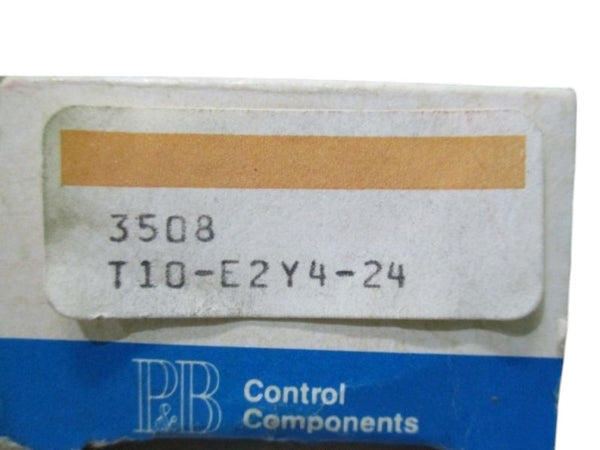 3508
T10-E2Y4-24
P&B Control
Components